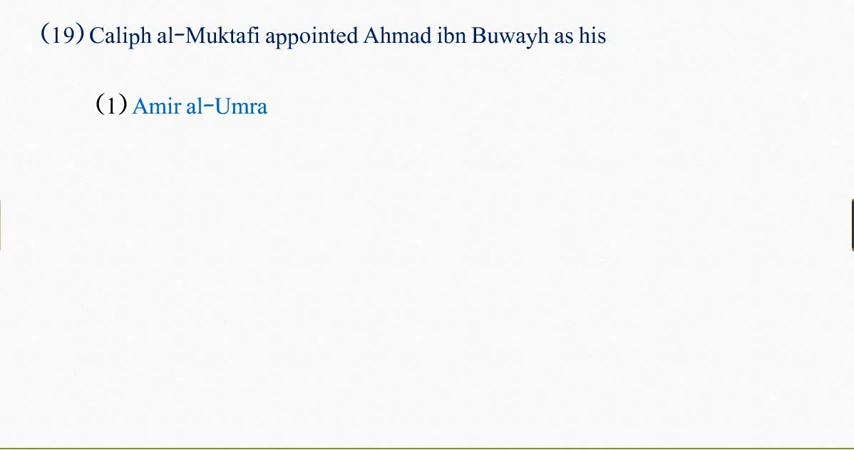 (19) Caliph al-Muktafi appointed Ahmad ibn Buwayh as his
(1) Amir al-Umra